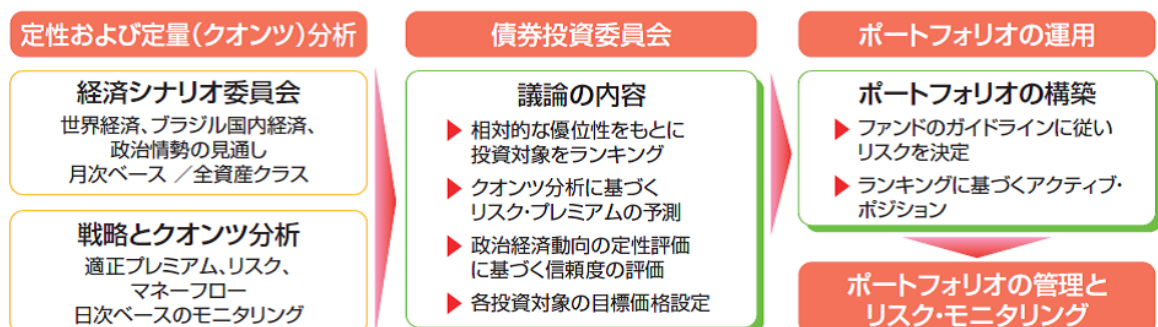 定性および定量(クオンツ)分析
経済シナリオ委員会
世界経済、ブラジル国内経済、
政治情勢の見通し
月次ベース ／全資産クラス
戦略とクオンツ分析
適正プレミアム、リスク、
マネーフロー
日次ベースのモニタリング
債券投資委員会
議論の内容
相対的な優位性をもとに
投資対象をランキング
クオンツ分析に基づく
リスク・プレミアムの予測
政治経済動向の定性評価
に基づく信頼度の評価
各投資対象の目標価格設定
ポートフォリオの運用
ポートフォリオの構築
ファンドのガイドラインに従い
リスクを決定
ランキングに基づくアクティブ・
ポジション
ポートフォリオの管理と
リスク・モニタリング